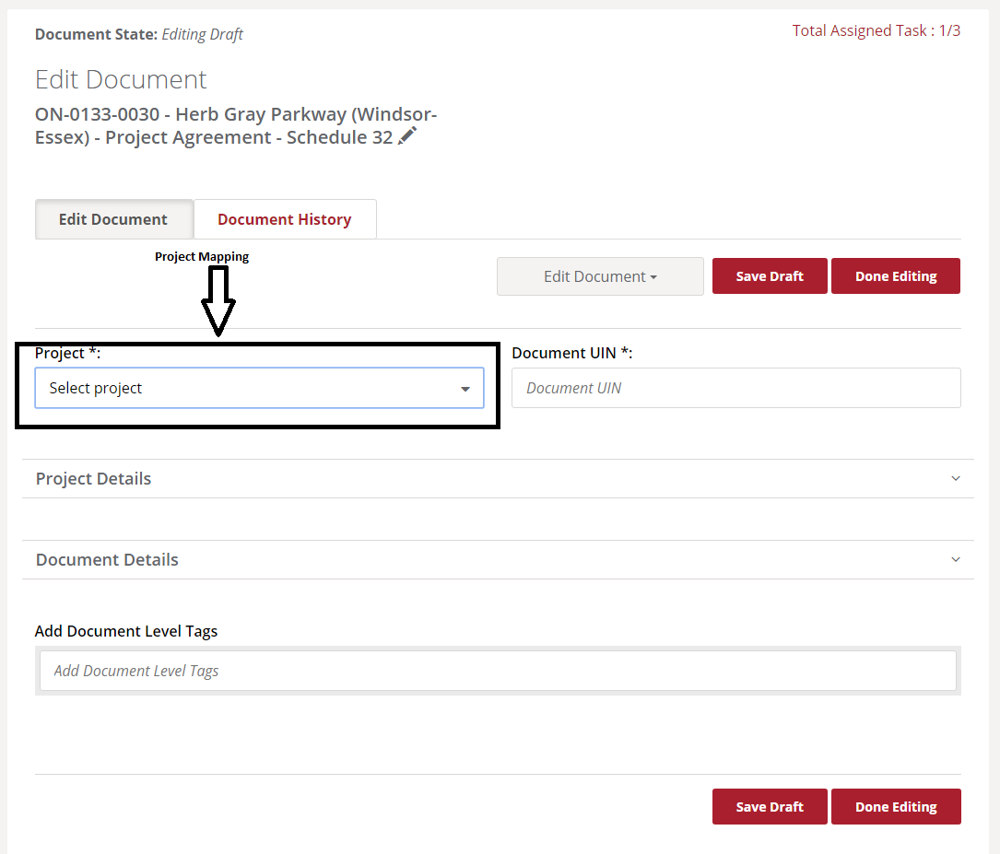 Document State: Editing Draft
Total Assigned Task : 1/3
Edit Document
ON-0133-0030 - Herb Gray Parkway (Windsor-
Essex) - Project Agreement - Schedule 32
Edit Document
Document History
Project Mapping
Edit Document
Save Draft
Done Editing
Project *:
Document UIN *:
Select project
Document UIN
Project Details
Document Details
Add Document Level Tags
Add Document Level Tags
Save Draft
Done Editing